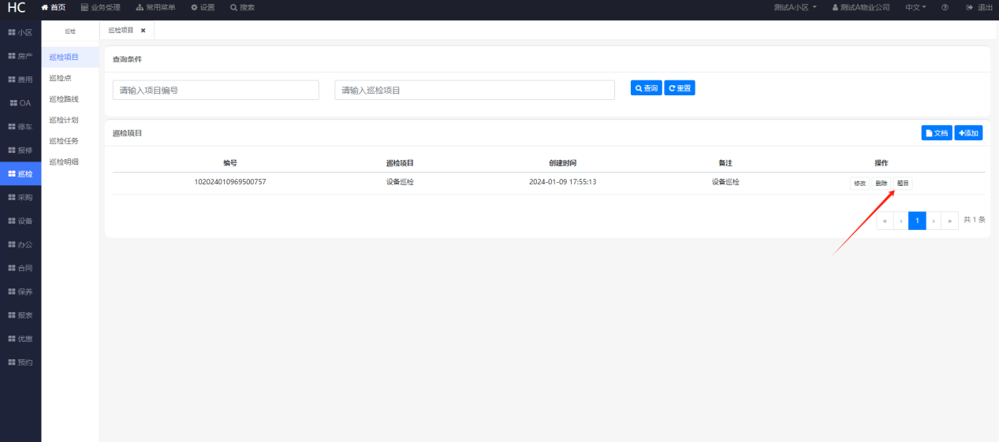 HC 首页 业务受理 常用菜单 设置 搜索 测试A小区 测试A物业公司 中文 退出
小区
房产
费用
OA
停车
报修
巡检
采购
设备
办公
合同
保养
报表
优惠
预约
巡检
巡检项目
巡检点
巡检路线
巡检计划
巡检任务
巡检明细
巡检项目 ×
查询条件
请输入项目编号 请输入巡检项目 查询 重置
巡检项目 文档 +添加
编号 巡检项目 创建时间 备注 操作
102024010969500757 设备巡检 2024-01-09 17:55:13 设备巡检 修改 删除 题目
« ‹ 1 › » 共 1 条